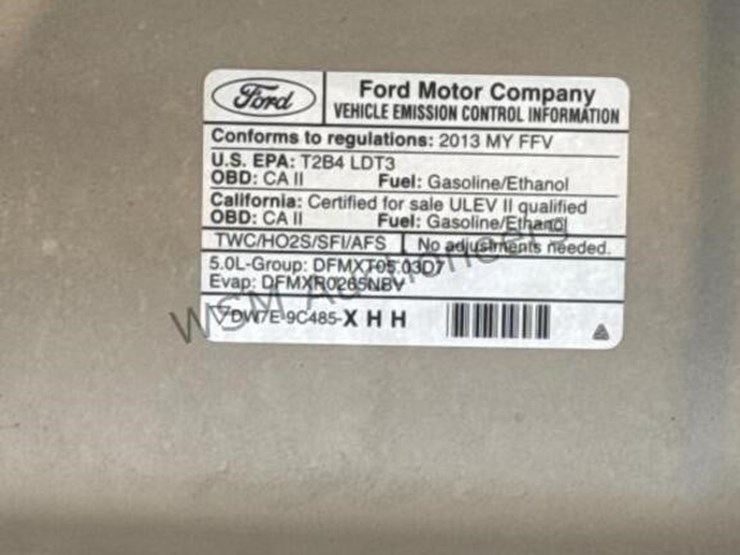 Ford
Ford Motor Company
VEHICLE EMISSION CONTROL INFORMATION
Conforms to regulations: 2013 MY FFV
U.S. EPA: T2B4 LDT3
OBD: CA II Fuel: Gasoline/Ethanol
California: Certified for sale ULEV II qualified
OBD: CA II Fuel: Gasoline/Ethanol
TWC/HO2S/SFI/AFS No adjustments needed.
5.0L-Group: DFMXT05.03D7
Evap: DFMXR0265NBV
DW7E-9C485-X H H
WSM Auctioneers